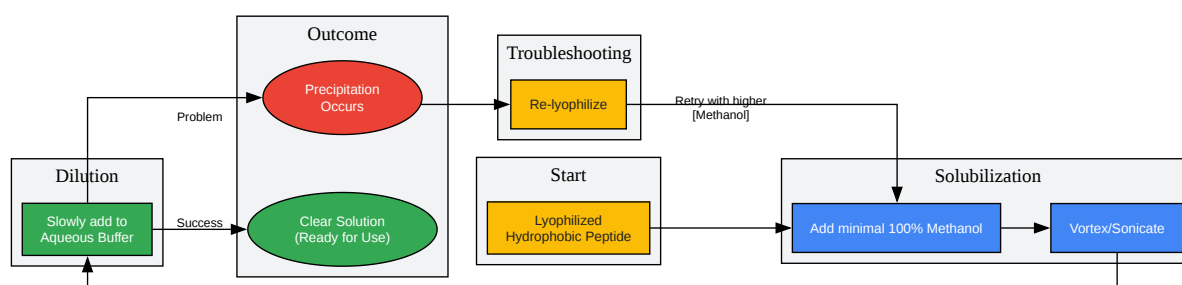 Outcome
Precipitation
Occurs
Clear Solution
(Ready for Use)
Troubleshooting
Re-lyophilize
Retry with higher
[Methanol]
Problem
Dilution
Slowly add to
Aqueous Buffer
Success
Start
Lyophilized
Hydrophobic Peptide
Solubilization
Add minimal 100% Methanol
Vortex/Sonicate